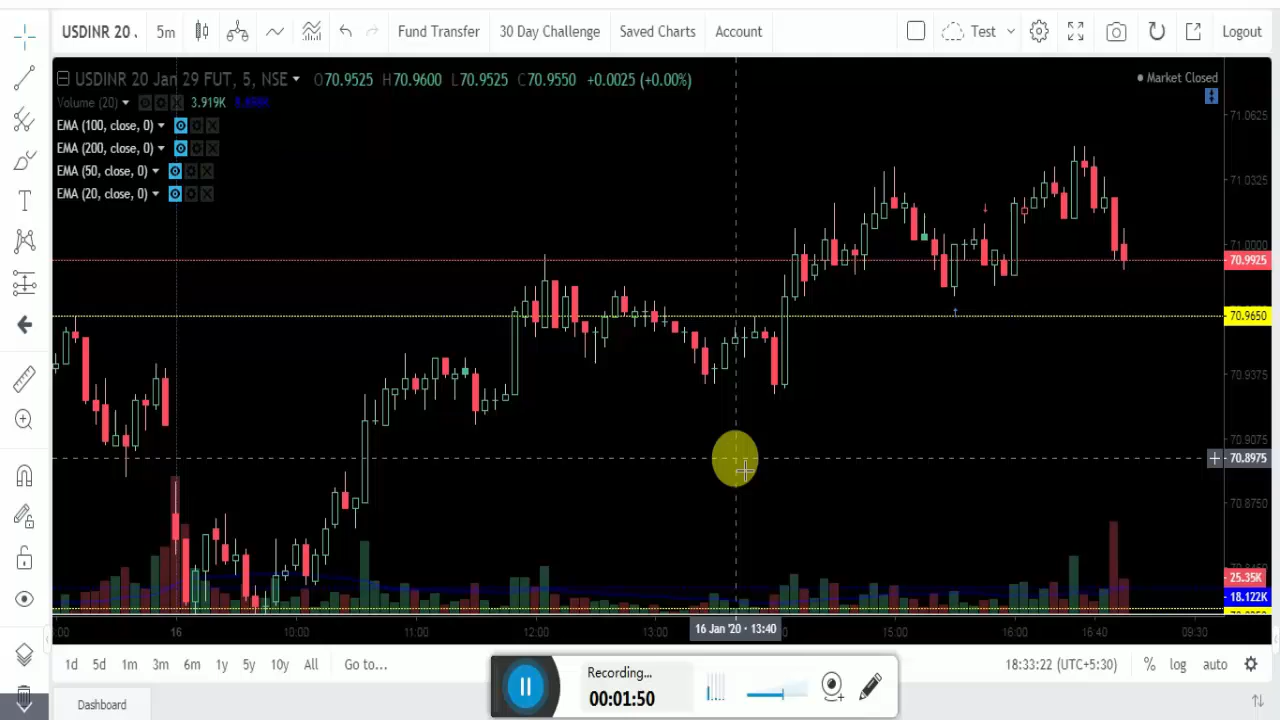 USDINR 20 .
5m
Fund Transfer
30 Day Challenge
Saved Charts
Account
Test
Logout
USDINR 20 Jan 29 FUT, 5, NSE
O70.9525 H70.9600 L70.9525 C70.9550 +0.0025 (+0.00%)
Market Closed
Volume (20)
3.919K
EMA (100, close, 0)
EMA (200, close, 0)
EMA (50, close, 0)
EMA (20, close, 0)
71.0625
71.0325
71.0000
70.9925
70.9650
70.9375
70.9075
70.8975
70.8750
25.35K
18.122K
:00
16
10:00
11:00
12:00
13:00
16 Jan '20 · 13:40
15:00
16:00
16:40
09:30
1d
5d
1m
3m
6m
1y
5y
10y
All
Go to...
18:33:22 (UTC+5:30)
%
log
auto
Recording...
00:01:50
Dashboard